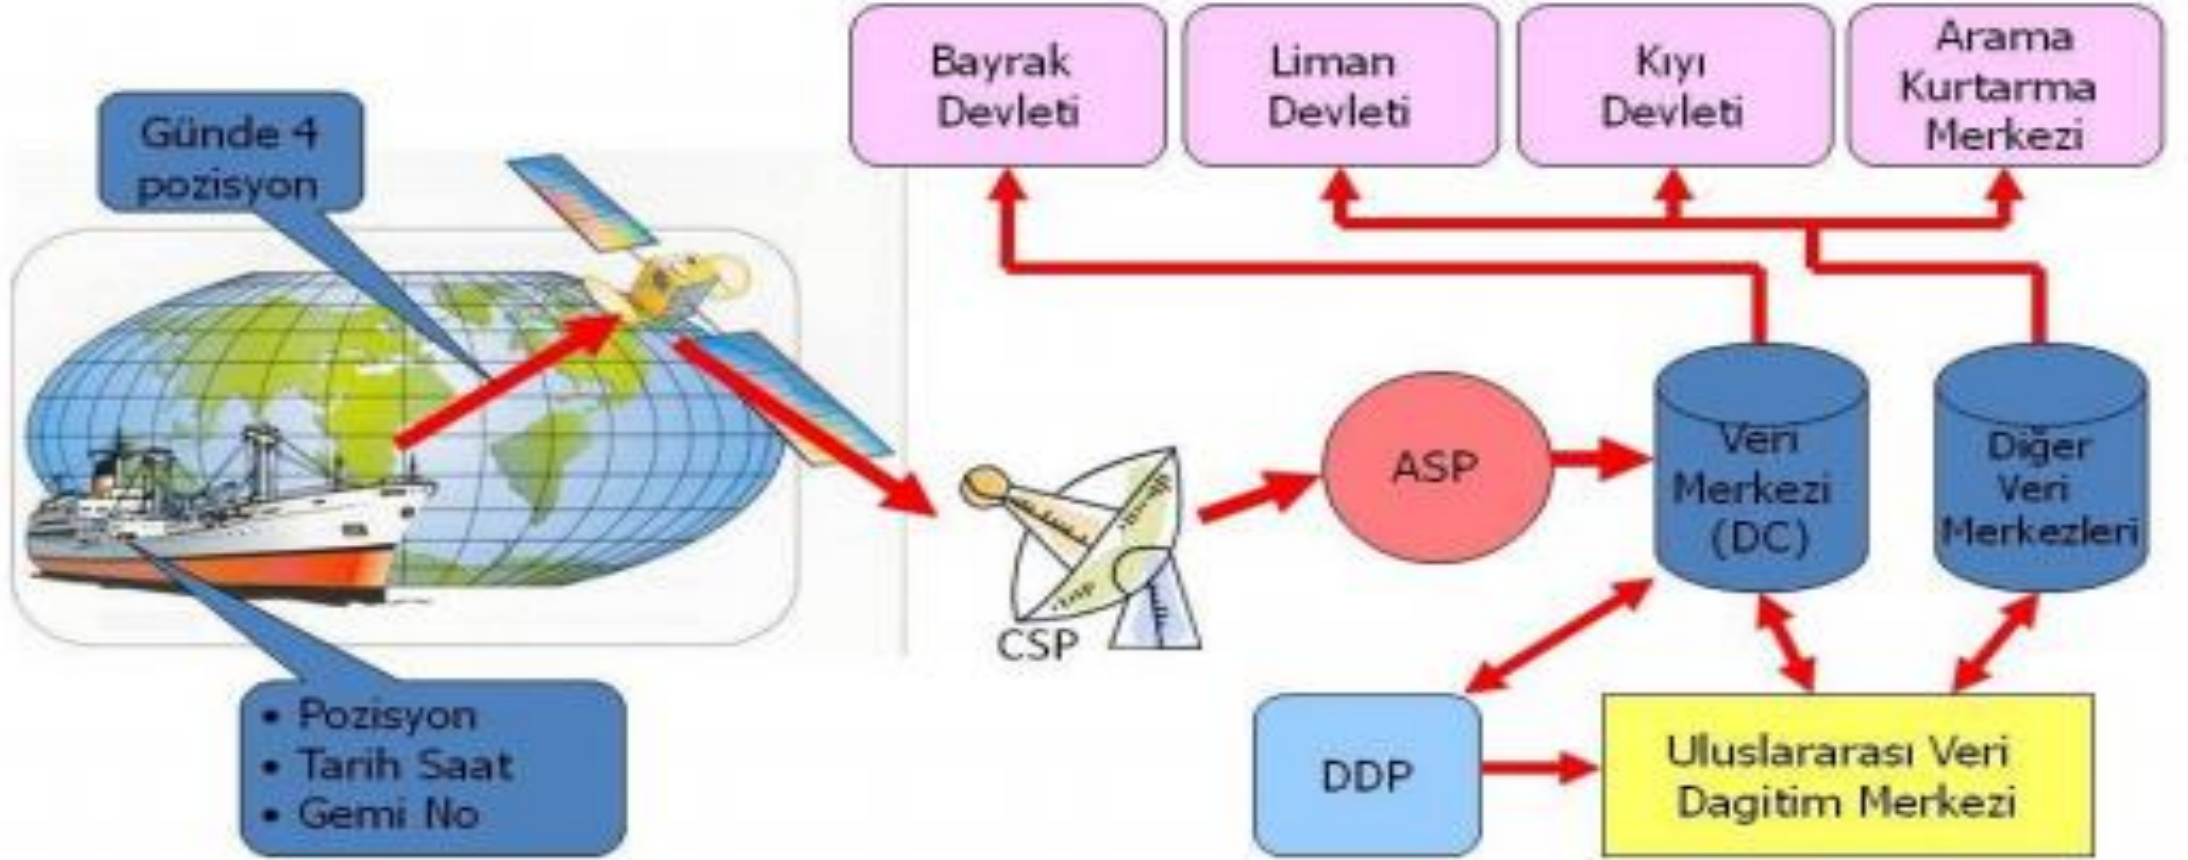 Bayrak
Devleti
Liman
Devleti
Kıyı
Devleti
Arama
Kurtarma
Merkezi
Günde 4
pozisyon
ASP
Veri
Merkezi
(DC)
Diğer
Veri
Merkezleri
CSP
• Pozisyon
• Tarih Saat
• Gemi No
DDP
Uluslararası Veri
Dagitim Merkezi